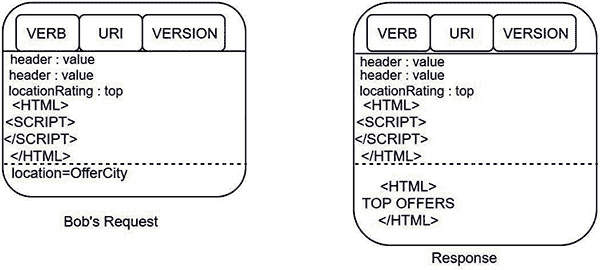 VERB URI VERSION
header : value
header : value
locationRating : top
<HTML>
<SCRIPT>
</SCRIPT>
</HTML>
location=OfferCity
Bob's Request
VERB URI VERSION
header : value
header : value
locationRating : top
<HTML>
<SCRIPT>
</SCRIPT>
</HTML>
<HTML>
TOP OFFERS
</HTML>
Response